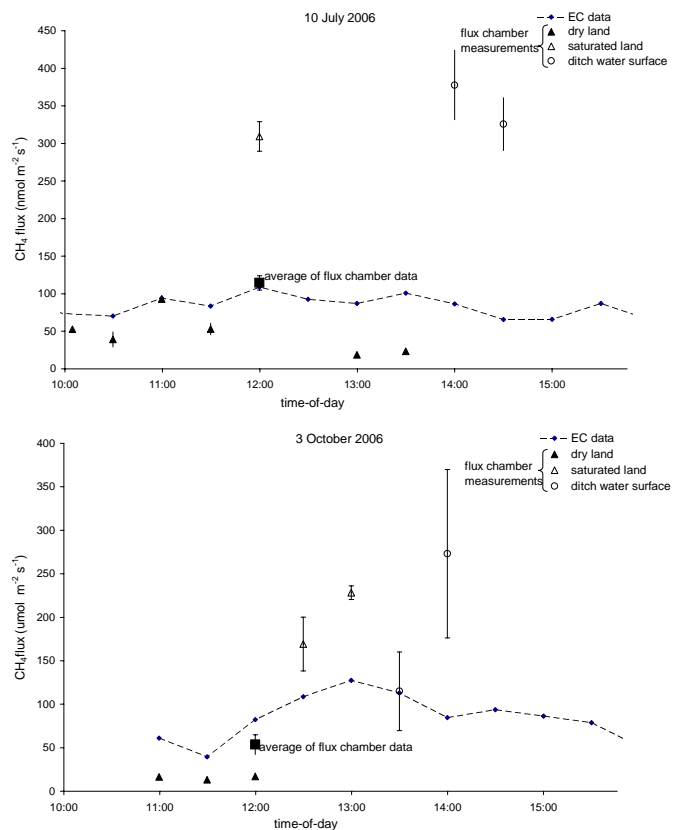 10 July 2006
EC data
flux chamber
measurements
dry land
saturated land
ditch water surface
CH4 flux (nmol m-2 s-1)
450
400
350
300
250
200
150
100
50
0
average of flux chamber data
10:00 11:00 12:00 13:00 14:00 15:00
time-of-day
3 October 2006
EC data
flux chamber
measurements
dry land
saturated land
ditch water surface
CH4flux (umol m-2 s-1)
400
350
300
250
200
150
100
50
0
average of flux chamber data
10:00 11:00 12:00 13:00 14:00 15:00
time-of-day